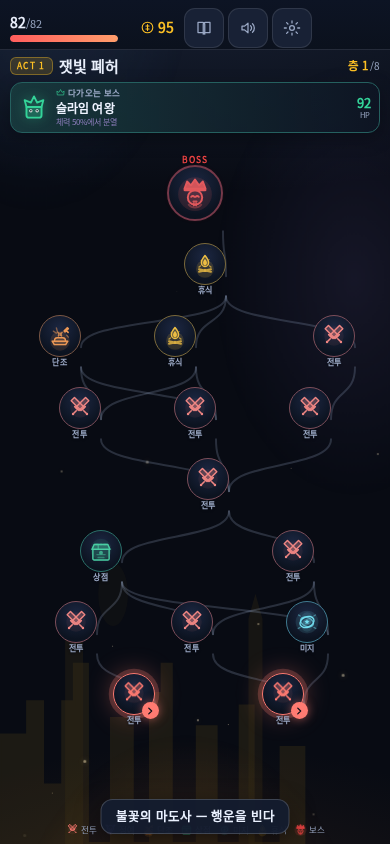 82/82
95
ACT 1 잿빛 폐허 층 1/8
다가오는 보스
슬라임 여왕
체력 50%에서 분열
92
HP
BOSS
휴식
단조 휴식 전투
전투 전투 전투
전투
상점 전투
전투 전투 미지
전투 전투
불꽃의 마도사 — 행운을 빈다
전투 보스